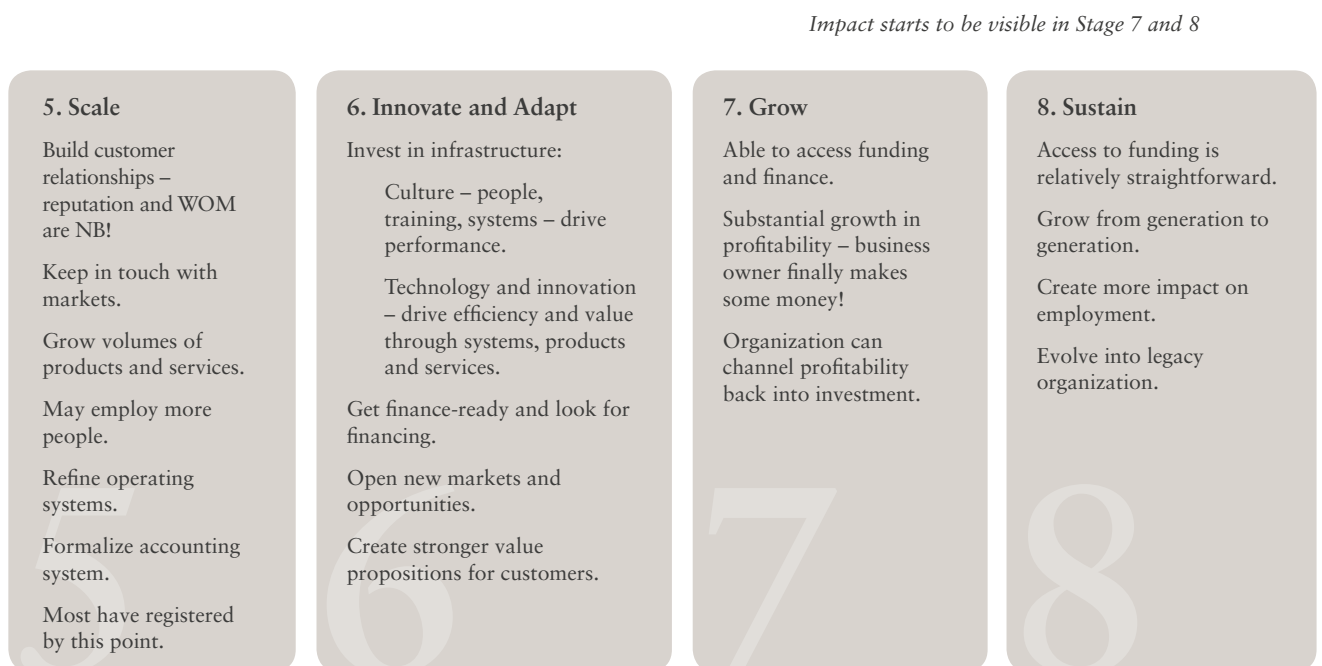 Impact starts to be visible in Stage 7 and 8
5. Scale
Build customer
relationships –
reputation and WOM
are NB!
Keep in touch with
markets.
Grow volumes of
products and services.
May employ more
people.
Refine operating
systems.
Formalize accounting
system.
Most have registered
by this point.
5
6. Innovate and Adapt
Invest in infrastructure:
Culture – people,
training, systems – drive
performance.
Technology and innovation
– drive efficiency and value
through systems, products
and services.
Get finance-ready and look for
financing.
Open new markets and
opportunities.
Create stronger value
propositions for customers.
6
7. Grow
Able to access funding
and finance.
Substantial growth in
profitability – business
owner finally makes
some money!
Organization can
channel profitability
back into investment.
7
8. Sustain
Access to funding is
relatively straightforward.
Grow from generation to
generation.
Create more impact on
employment.
Evolve into legacy
organization.
8